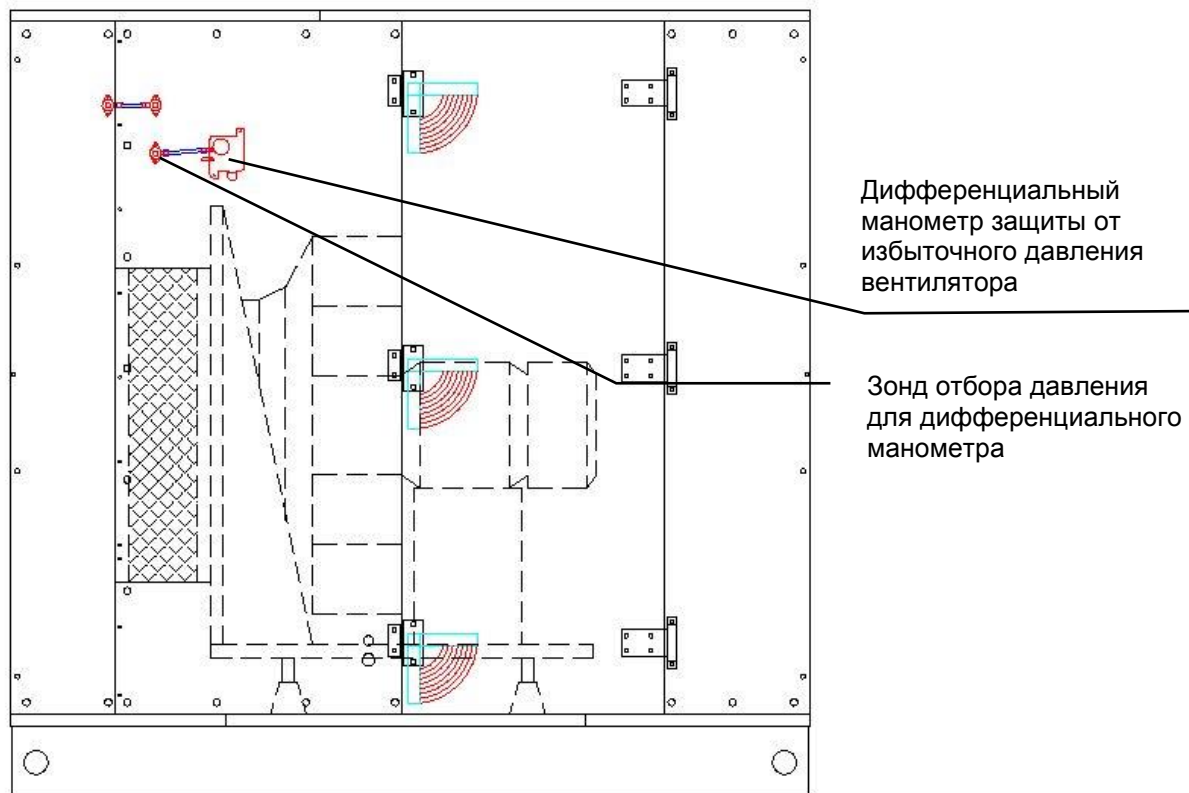 Дифференциальный
манометр защиты от
избыточного давления
вентилятора
Зонд отбора давления
для дифференциального
манометра